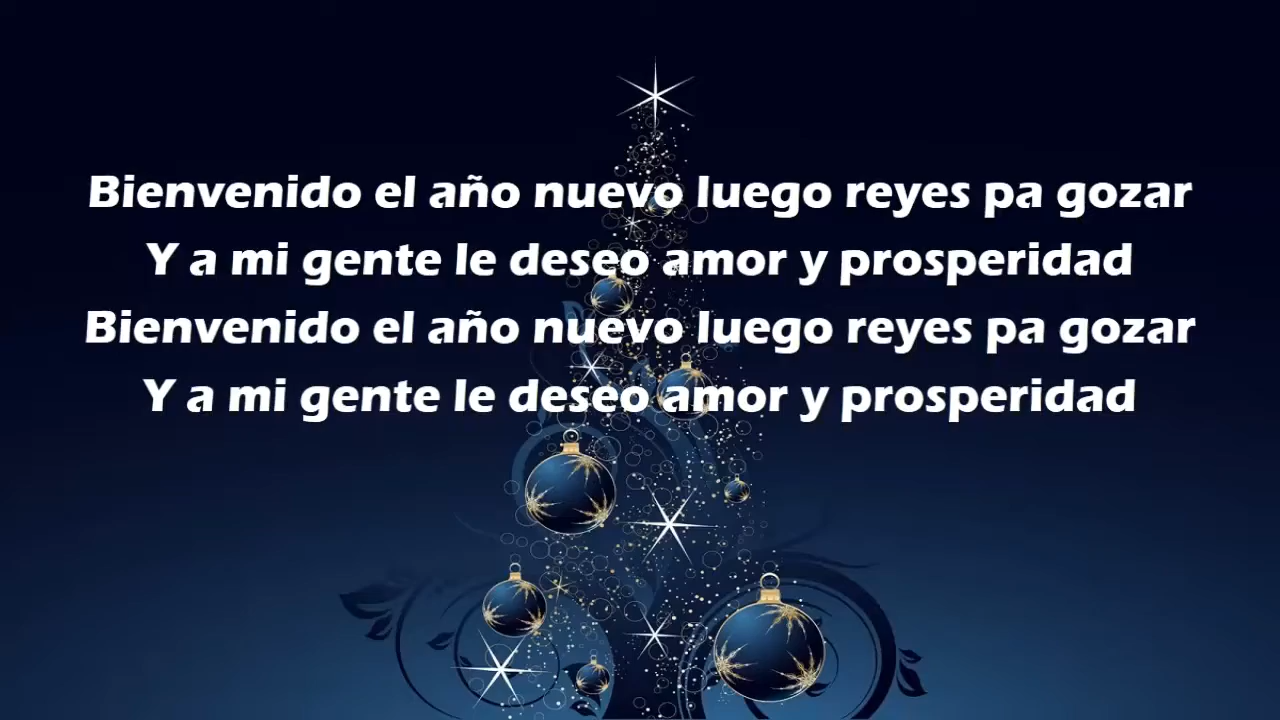 Bienvenido el año nuevo luego reyes pa gozar
Y a mi gente le deseo amor y prosperidad
Bienvenido el año nuevo luego reyes pa gozar
Y a mi gente le deseo amor y prosperidad